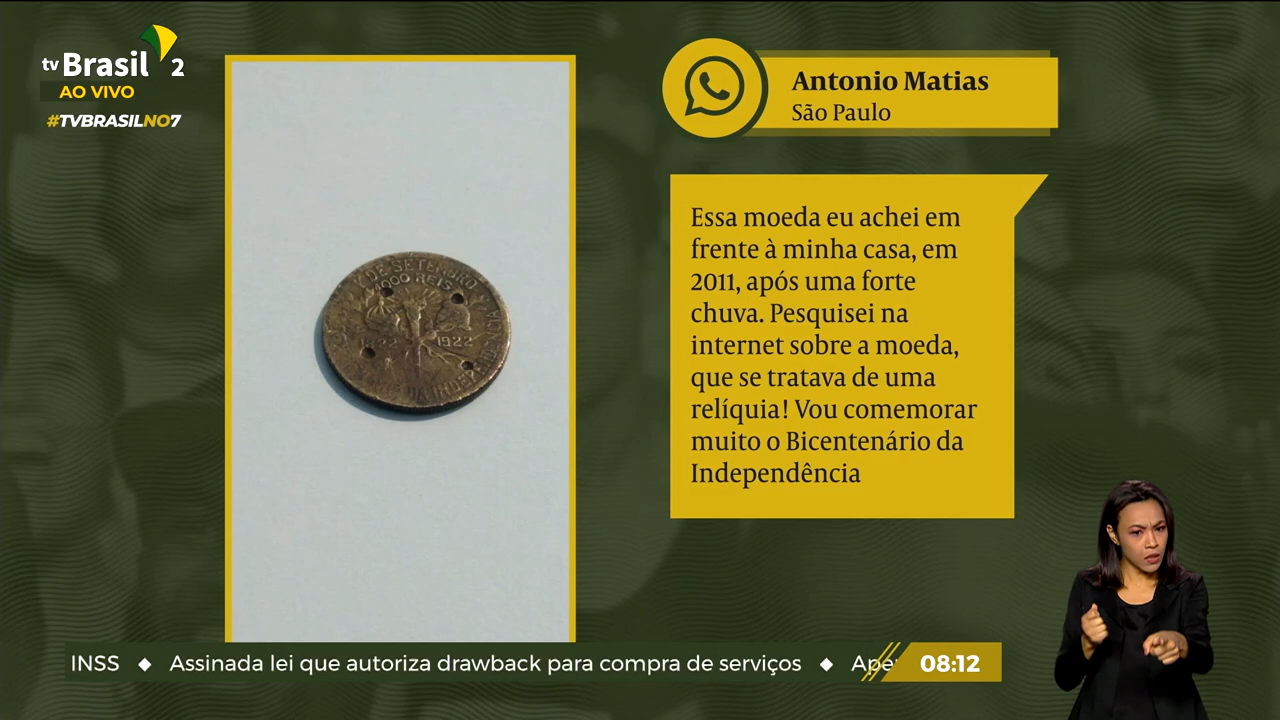 tv Brasil 2
AO VIVO
#TVBRASILNO7
Antonio Matias
São Paulo
Essa moeda eu achei em
frente à minha casa, em
2011, após uma forte
chuva. Pesquisei na
internet sobre a moeda,
que se tratava de uma
relíquia! Vou comemorar
muito o Bicentenário da
Independência
7 DE SETEMBRO
1000 REIS
1822 1922
INSS ◆ Assinada lei que autoriza drawback para compra de serviços ◆ Ape
08:12